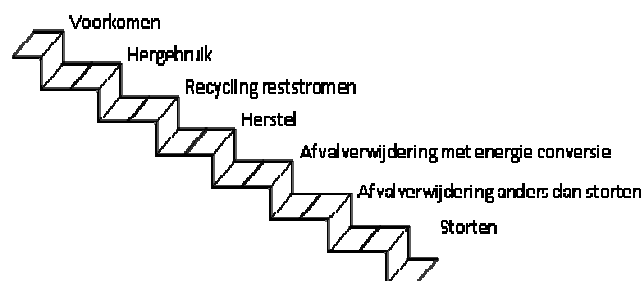 Voorkomen
Hergebruik
Recycling reststromen
Herstel
Afvalverwijdering met energie conversie
Afvalverwijdering anders dan storten
Storten